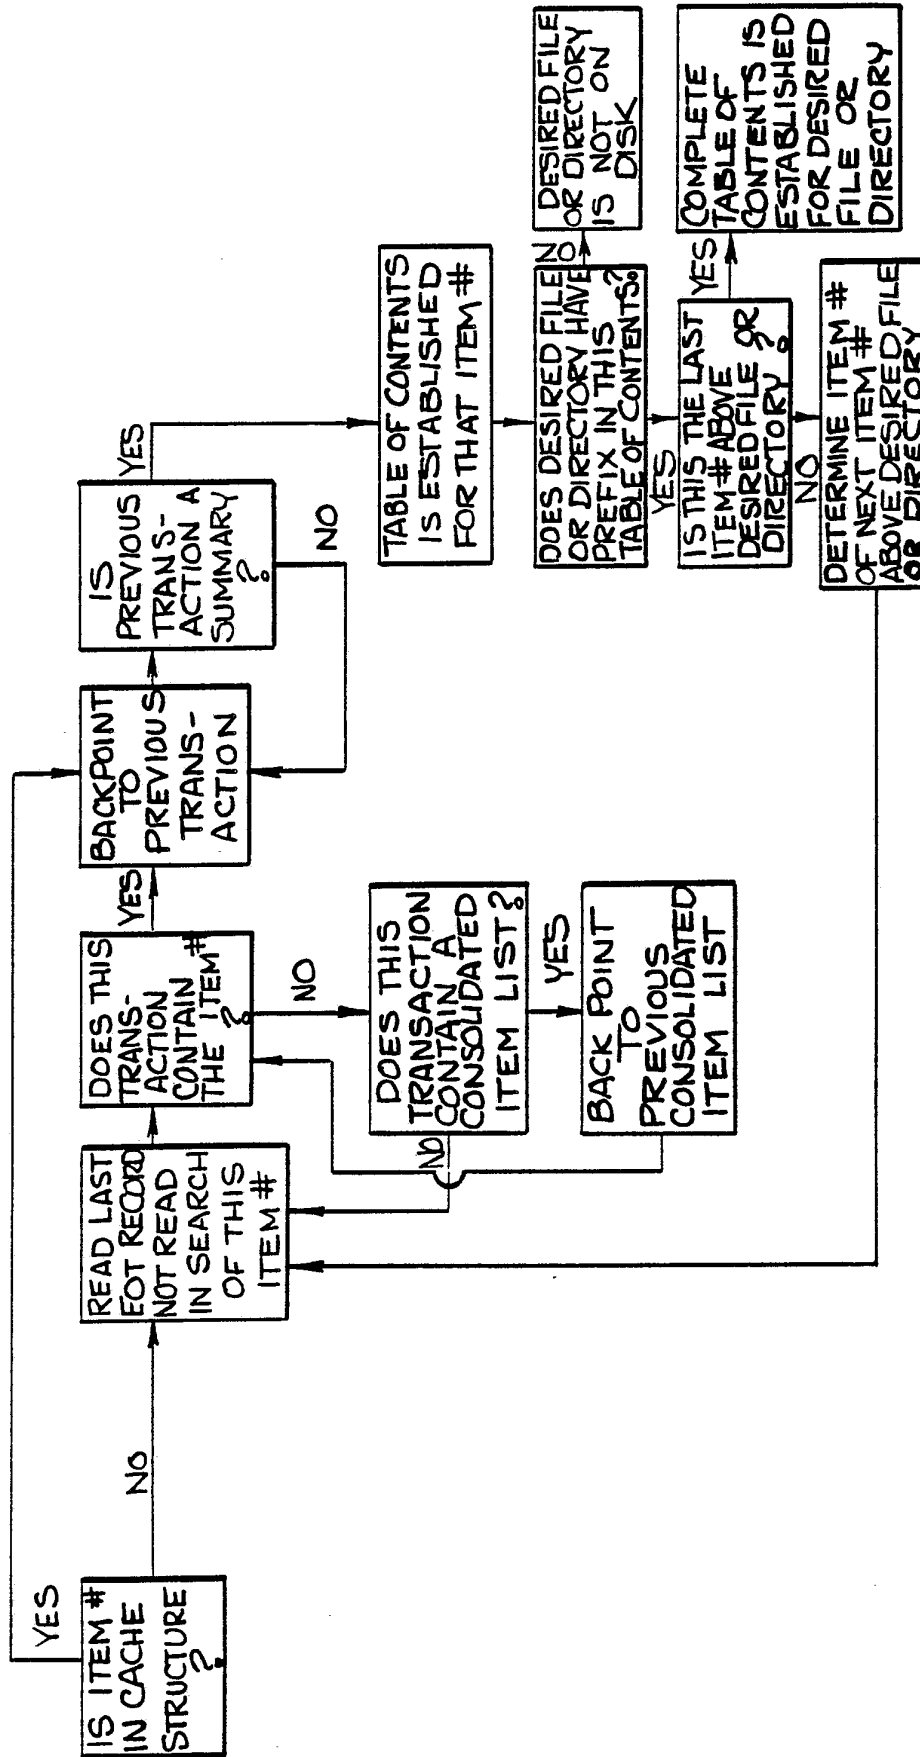 IS ITEM #
IN CACHE
STRUCTURE
?
YES
NO
READ LAST
EOT RECORD
NOT READ
IN SEARCH
OF THIS
ITEM #
DOES THIS
TRANS-
ACTION
CONTAIN
THE ITEM #
?
YES
NO
BACKPOINT
TO
PREVIOUS
TRANS-
ACTION
IS
PREVIOUS
TRANS-
ACTION A
SUMMARY
?
YES
NO
DOES THIS
TRANSACTION
CONTAIN A
CONSOLIDATED
ITEM LIST?
NO
YES
BACK POINT
TO
PREVIOUS
CONSOLIDATED
ITEM LIST
TABLE OF CONTENTS
IS ESTABLISHED
FOR THAT ITEM #
DOES DESIRED FILE
OR DIRECTORY HAVE
PREFIX IN THIS
TABLE OF CONTENTS?
NO
YES
DESIRED FILE
OR DIRECTORY
IS NOT ON
DISK
IS THIS THE LAST
ITEM # ABOVE
DESIRED FILE OR
DIRECTORY ?
YES
NO
COMPLETE
TABLE OF
CONTENTS IS
ESTABLISHED
FOR DESIRED
FILE OR
DIRECTORY
DETERMINE ITEM #
OF NEXT ITEM #
ABOVE DESIRED FILE
OR DIRECTORY